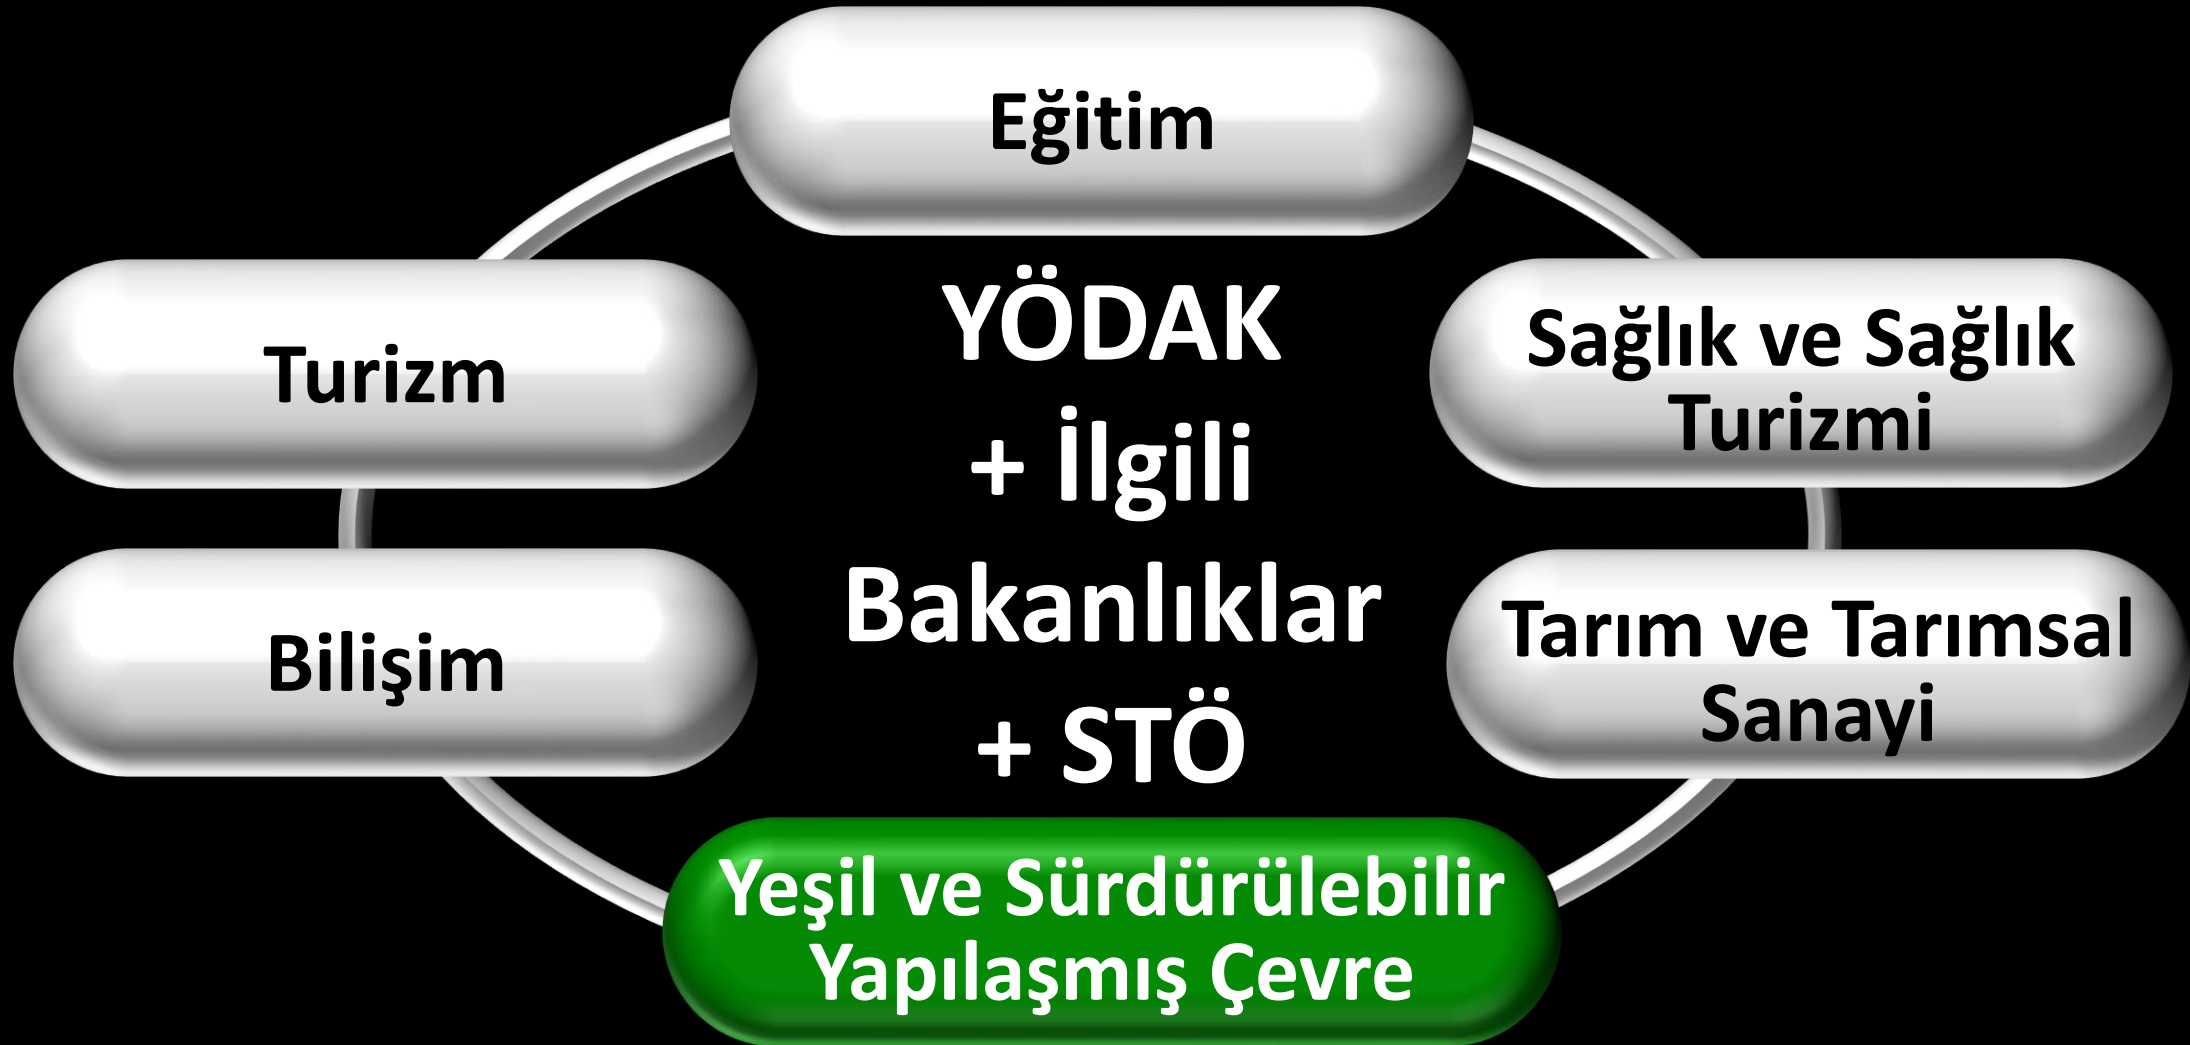 Eğitim
Turizm
Sağlık ve Sağlık
Turizmi
YÖDAK
+ İlgili
Bakanlıklar
+ STÖ
Bilişim
Tarım ve Tarımsal
Sanayi
Yeşil ve Sürdürülebilir
Yapılaşmış Çevre